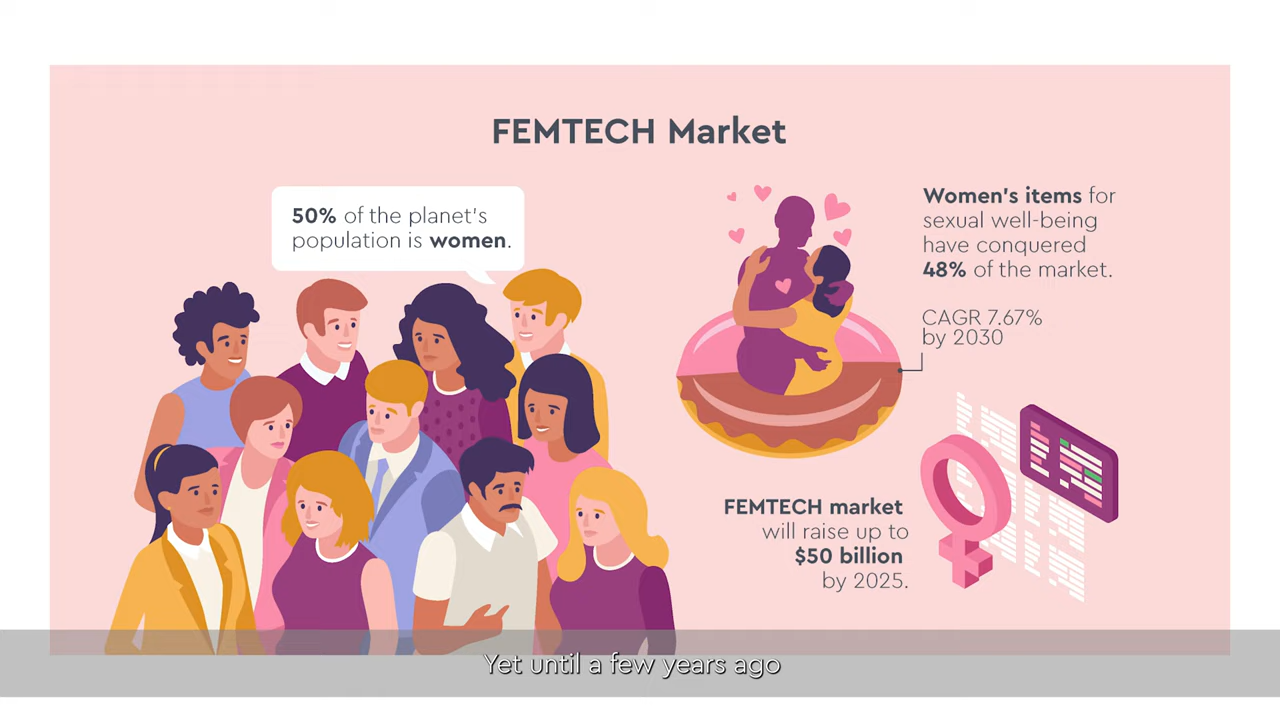 FEMTECH Market
50% of the planet's
population is women.
Women's items for
sexual well-being
have conquered
48% of the market.
CAGR 7.67%
by 2030
FEMTECH market
will raise up to
$50 billion
by 2025.
Yet until a few years ago